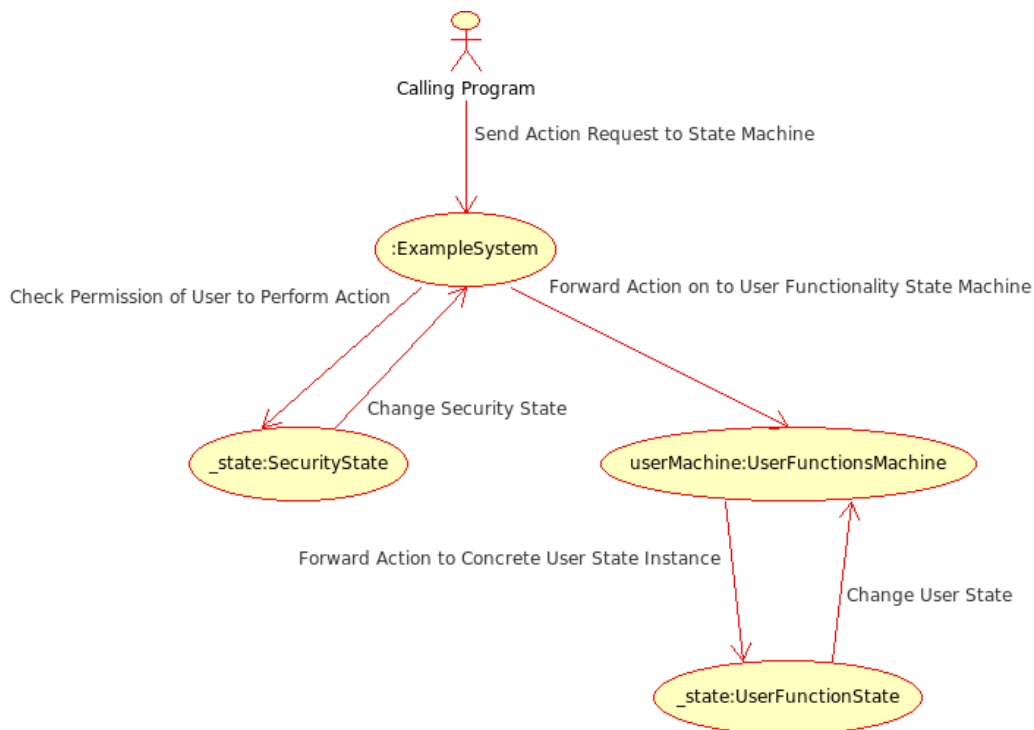 Calling Program
Send Action Request to State Machine
:ExampleSystem
Forward Action on to User Functionality State Machine
Check Permission of User to Perform Action
Change Security State
_state:SecurityState
userMachine:UserFunctionsMachine
Forward Action to Concrete User State Instance
Change User State
_state:UserFunctionState